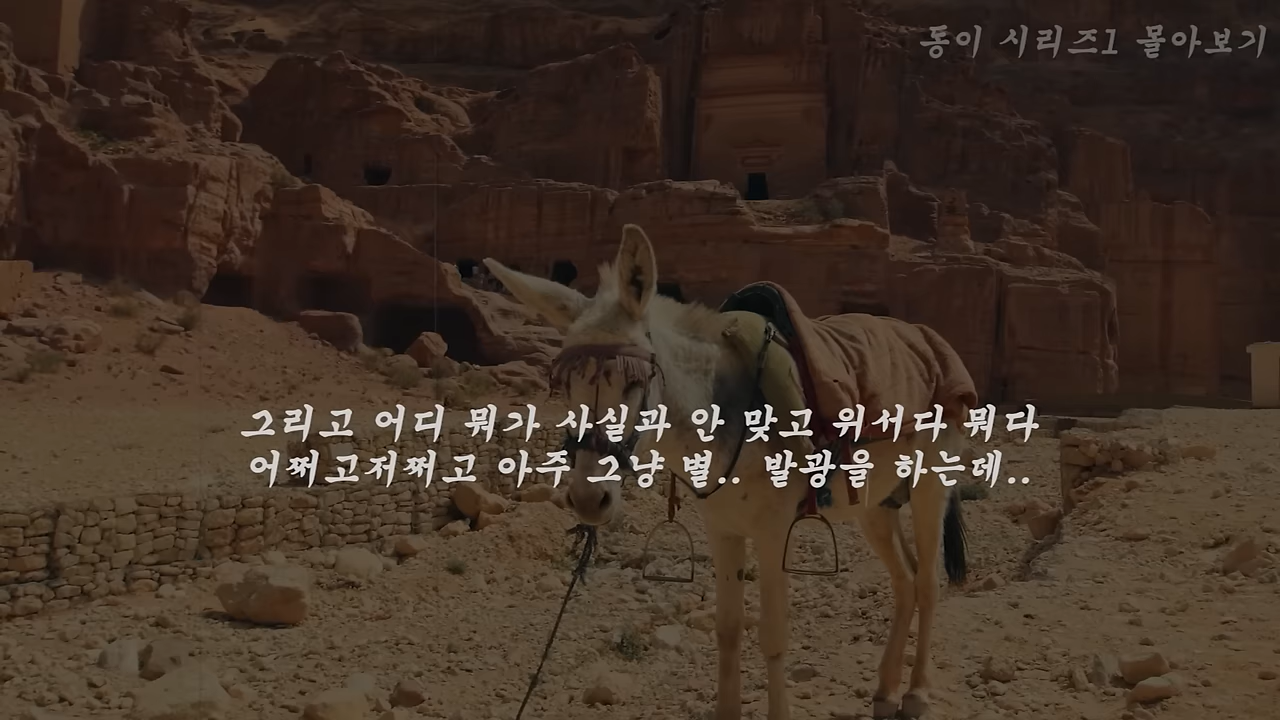 동이 시리즈1 몰아보기
그리고 어디 뭐가 사실과 안 맞고 위서다 뭐다
어쩌고저쩌고 아주 그냥 별.. 발광을 하는데..